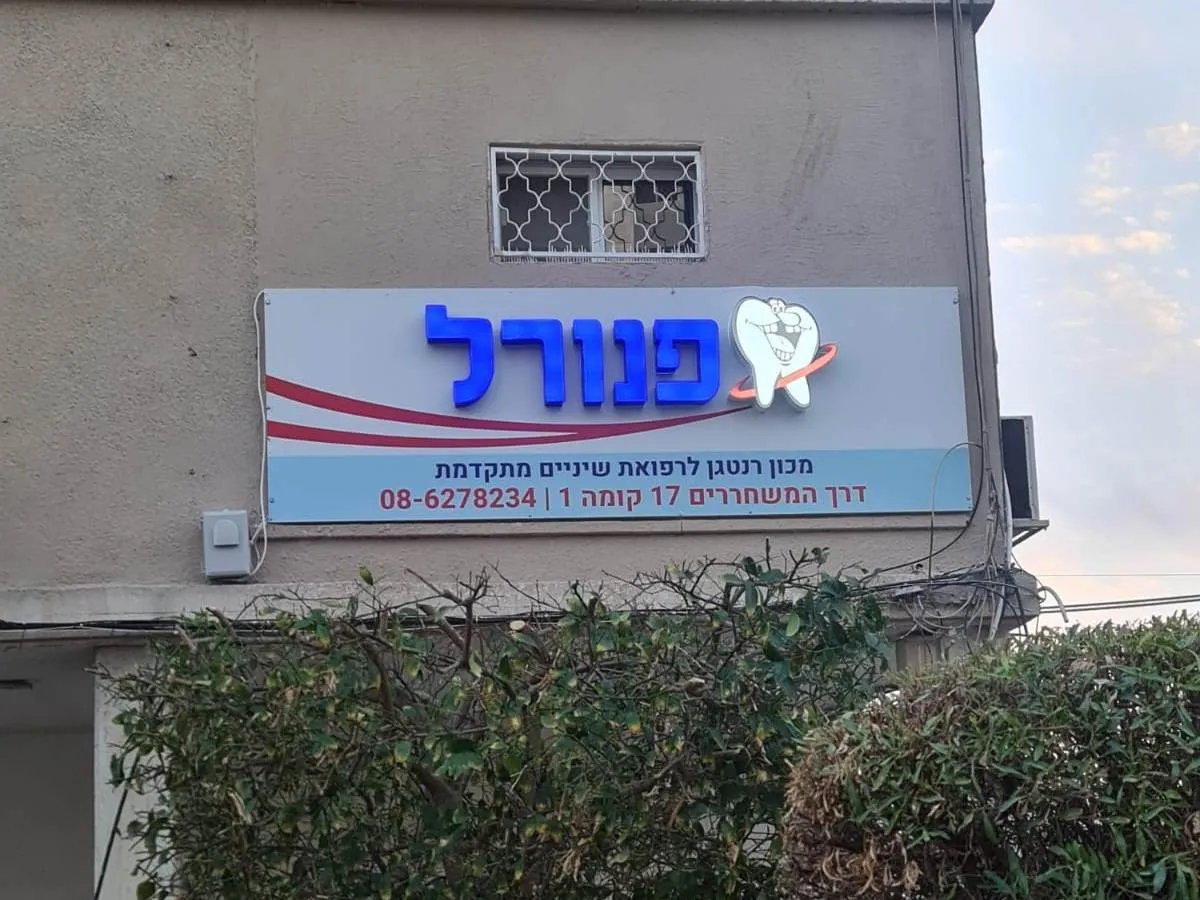 פנורל
מכון רנטגן לרפואת שיניים מתקדמת
דרך המשחררים 17 קומה 1 | 08-6278234